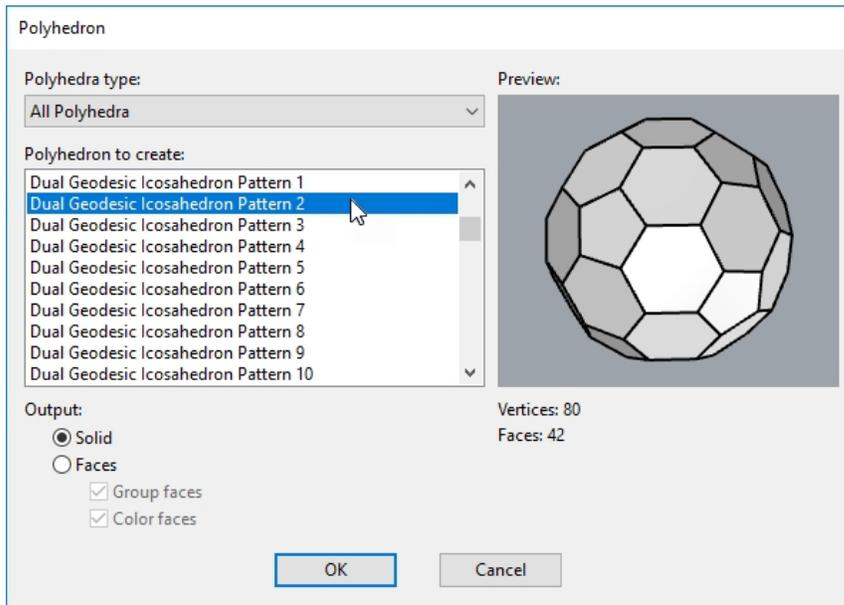 Polyhedron
Polyhedra type:
All Polyhedra
Polyhedron to create:
Dual Geodesic Icosahedron Pattern 1
Dual Geodesic Icosahedron Pattern 2
Dual Geodesic Icosahedron Pattern 3
Dual Geodesic Icosahedron Pattern 4
Dual Geodesic Icosahedron Pattern 5
Dual Geodesic Icosahedron Pattern 6
Dual Geodesic Icosahedron Pattern 7
Dual Geodesic Icosahedron Pattern 8
Dual Geodesic Icosahedron Pattern 9
Dual Geodesic Icosahedron Pattern 10
Output:
Solid
Faces
Group faces
Color faces
Preview:
Vertices: 80
Faces: 42
OK
Cancel